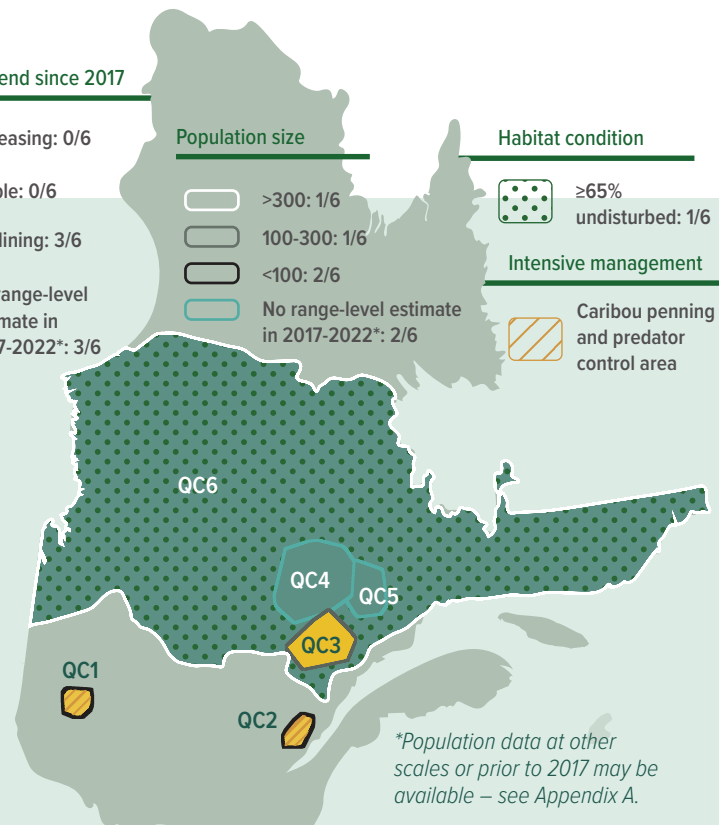 end since 2017
easing: 0/6
ole: 0/6
lining: 3/6
range-level
mate in
7-2022*: 3/6
Population size
>300: 1/6
100-300: 1/6
<100: 2/6
No range-level estimate
in 2017-2022*: 2/6
Habitat condition
≥65%
undisturbed: 1/6
Intensive management
Caribou penning
and predator
control area
QC6
QC4
QC5
QC3
QC1
QC2
*Population data at other
scales or prior to 2017 may be
available – see Appendix A.